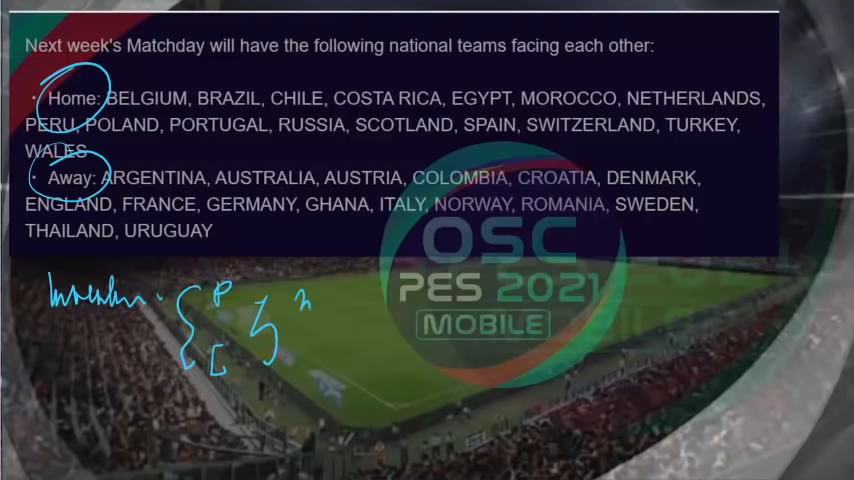 Next week's Matchday will have the following national teams facing each other:
• Home: BELGIUM, BRAZIL, CHILE, COSTA RICA, EGYPT, MOROCCO, NETHERLANDS,
PERU, POLAND, PORTUGAL, RUSSIA, SCOTLAND, SPAIN, SWITZERLAND, TURKEY,
WALES
• Away: ARGENTINA, AUSTRALIA, AUSTRIA, COLOMBIA, CROATIA, DENMARK,
ENGLAND, FRANCE, GERMANY, GHANA, ITALY, NORWAY, ROMANIA, SWEDEN,
THAILAND, URUGUAY
OSC
PES 2021
MOBILE